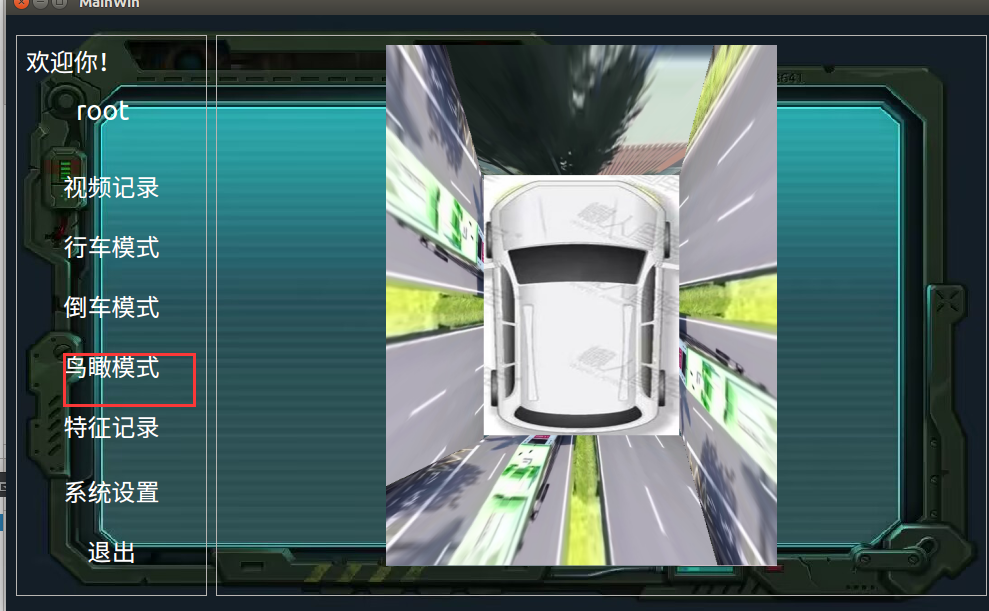 MainWin
欢迎你！
root
视频记录
行车模式
倒车模式
鸟瞰模式
特征记录
系统设置
退出